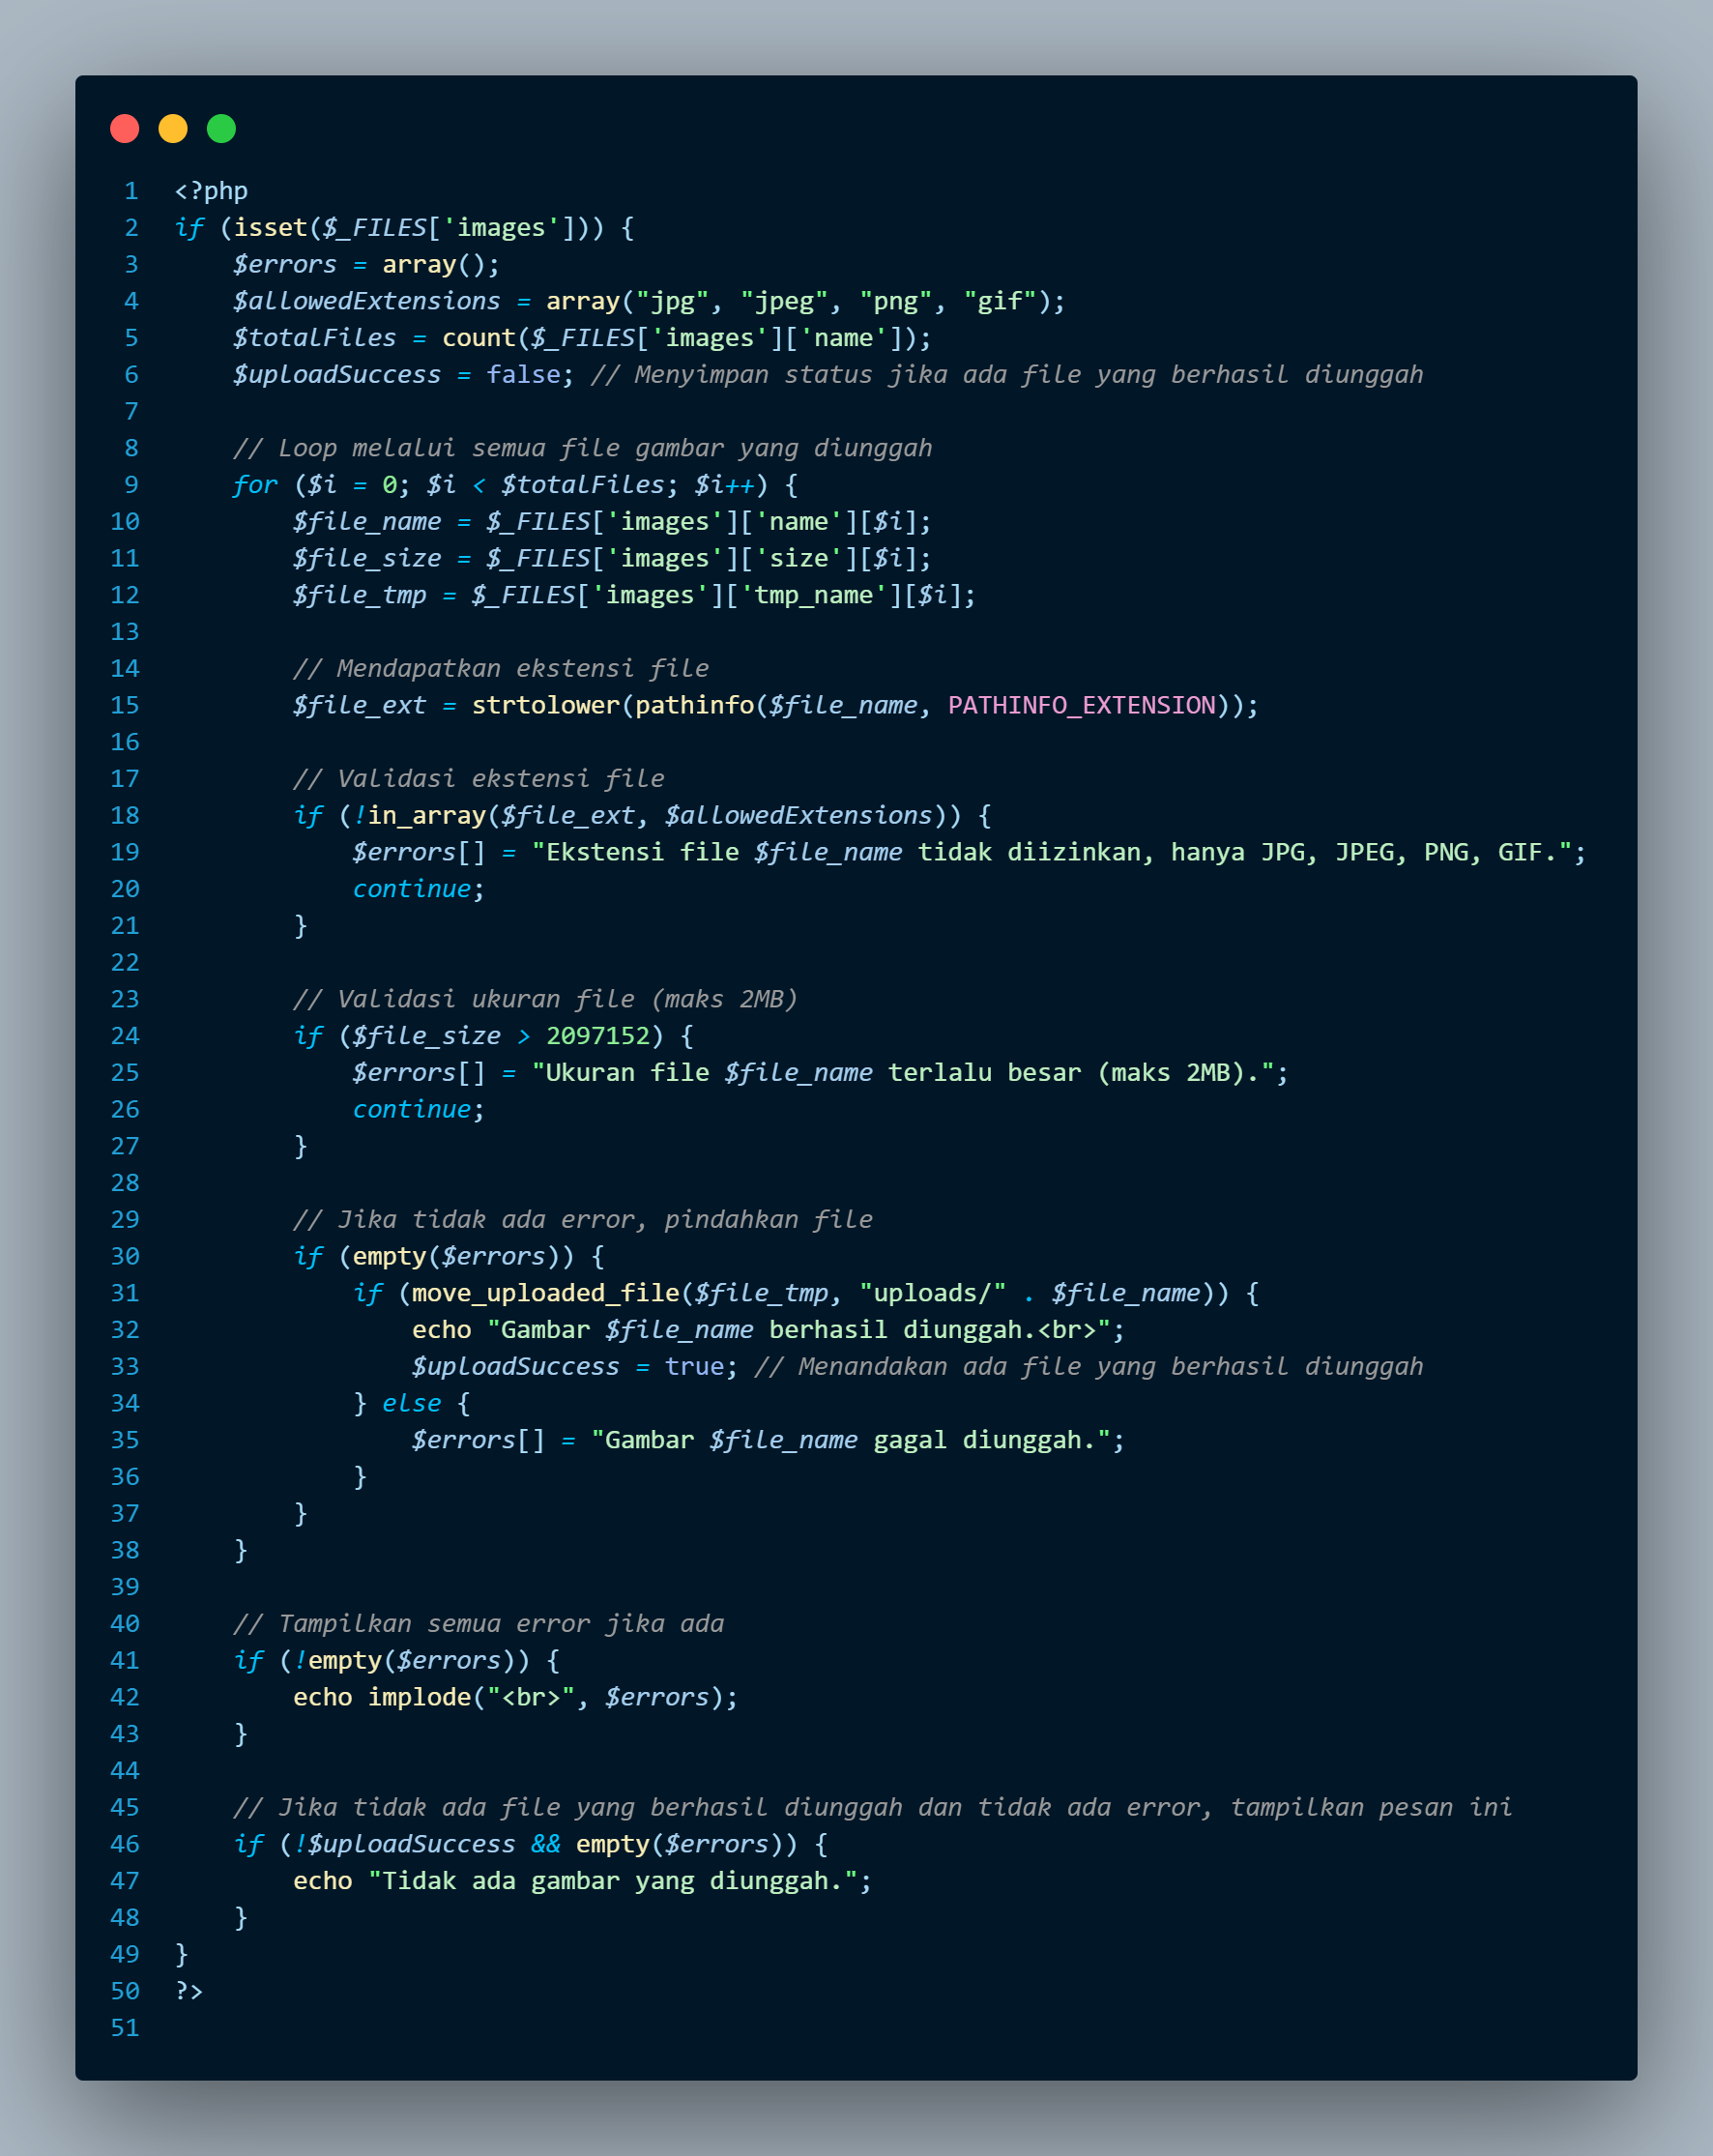 1 <?php
2 if (isset($_FILES['images'])) {
3     $errors = array();
4     $allowedExtensions = array("jpg", "jpeg", "png", "gif");
5     $totalFiles = count($_FILES['images']['name']);
6     $uploadSuccess = false; // Menyimpan status jika ada file yang berhasil diunggah
7
8     // Loop melalui semua file gambar yang diunggah
9     for ($i = 0; $i < $totalFiles; $i++) {
10         $file_name = $_FILES['images']['name'][$i];
11         $file_size = $_FILES['images']['size'][$i];
12         $file_tmp = $_FILES['images']['tmp_name'][$i];
13
14         // Mendapatkan ekstensi file
15         $file_ext = strtolower(pathinfo($file_name, PATHINFO_EXTENSION));
16
17         // Validasi ekstensi file
18         if (!in_array($file_ext, $allowedExtensions)) {
19             $errors[] = "Ekstensi file $file_name tidak diizinkan, hanya JPG, JPEG, PNG, GIF.";
20             continue;
21         }
22
23         // Validasi ukuran file (maks 2MB)
24         if ($file_size > 2097152) {
25             $errors[] = "Ukuran file $file_name terlalu besar (maks 2MB).";
26             continue;
27         }
28
29         // Jika tidak ada error, pindahkan file
30         if (empty($errors)) {
31             if (move_uploaded_file($file_tmp, "uploads/" . $file_name)) {
32                 echo "Gambar $file_name berhasil diunggah.<br>";
33                 $uploadSuccess = true; // Menandakan ada file yang berhasil diunggah
34             } else {
35                 $errors[] = "Gambar $file_name gagal diunggah.";
36             }
37         }
38     }
39
40     // Tampilkan semua error jika ada
41     if (!empty($errors)) {
42         echo implode("<br>", $errors);
43     }
44
45     // Jika tidak ada file yang berhasil diunggah dan tidak ada error, tampilkan pesan ini
46     if (!$uploadSuccess && empty($errors)) {
47         echo "Tidak ada gambar yang diunggah.";
48     }
49 }
50 ?>
51